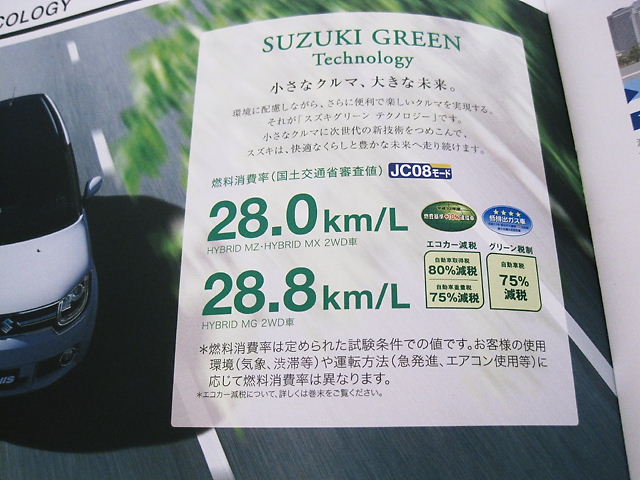 COLOGY
SUZUKI GREEN
Technology
小さなクルマ、大きな未来。
環境に配慮しながら、さらに便利で楽しいクルマを実現する。
それが「スズキグリーン テクノロジー」です。
小さなクルマに次世代の新技術をつめこんで、
スズキは、快適なくらしと豊かな未来へ走り続けます。
燃料消費率(国土交通省審査値) JC08モード
28.0km/L
HYBRID MZ・HYBRID MX 2WD車
低排出ガス車
エコカー減税
自動車取得税
80%減税
自動車重量税
75%減税
グリーン税制
自動車税
75%
減税
28.8km/L
HYBRID MG 2WD車
*燃料消費率は定められた試験条件での値です。お客様の使用
環境(気象、渋滞等)や運転方法(急発進、エアコン使用等)に
応じて燃料消費率は異なります。
*エコカー減税について、詳しくは巻末をご覧ください。